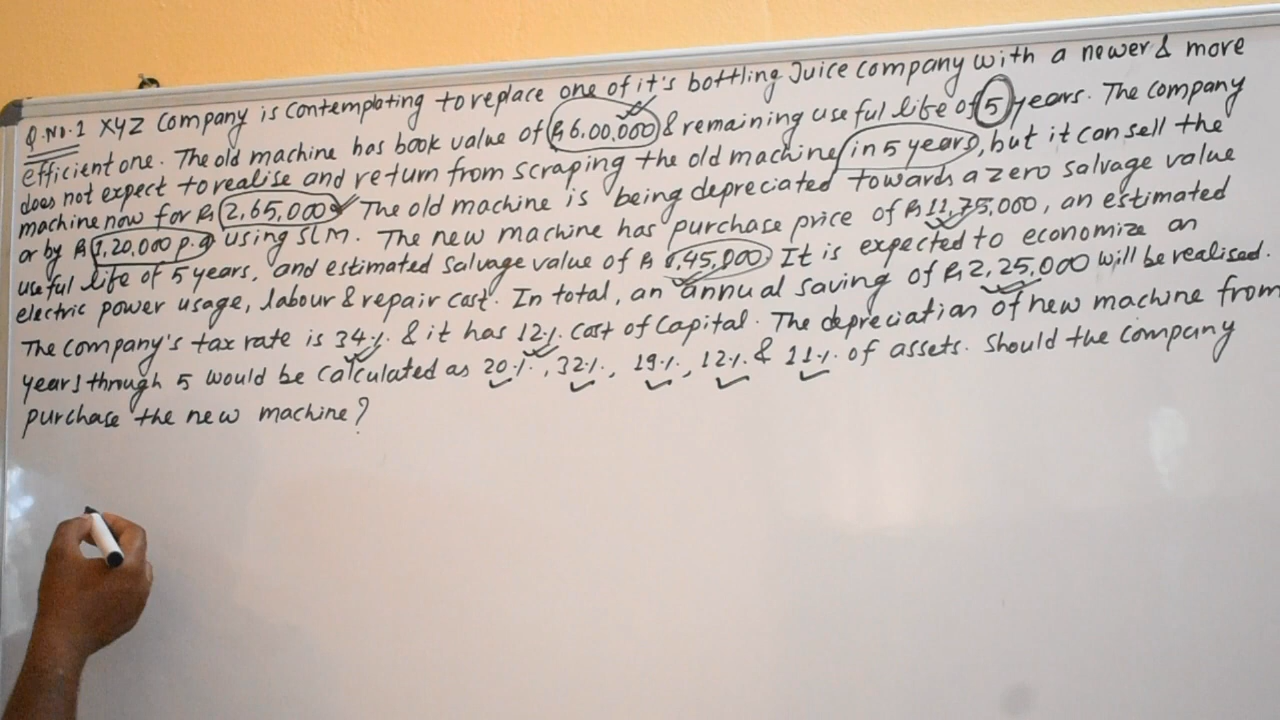 Q.No.1 XYZ Company is contemplating to replace one of it's bottling Juice company with a newer & more
efficient one. The old machine has book value of ₨ 6,00,000 & remaining useful life of 5 years. The company
does not expect to realise and return from scraping the old machine in 5 years, but it can sell the
machine now for ₨ 2,65,000. The old machine is being depreciated towards a zero salvage value
or by ₨ 1,20,000 p.a using SLM. The new machine has purchase price of ₨ 11,75,000, an estimated
useful life of 5 years, and estimated salvage value of ₨ 1,45,000. It is expected to economize on
electric power usage, labour & repair cost. In total, an annual saving of ₨ 2,25,000 will be realised.
The company's tax rate is 34%. & it has 12%. cost of Capital. The depreciation of new machine from
year 1 through 5 would be calculated as 20%., 32%., 19%., 12%. & 11%. of assets. Should the company
purchase the new machine?